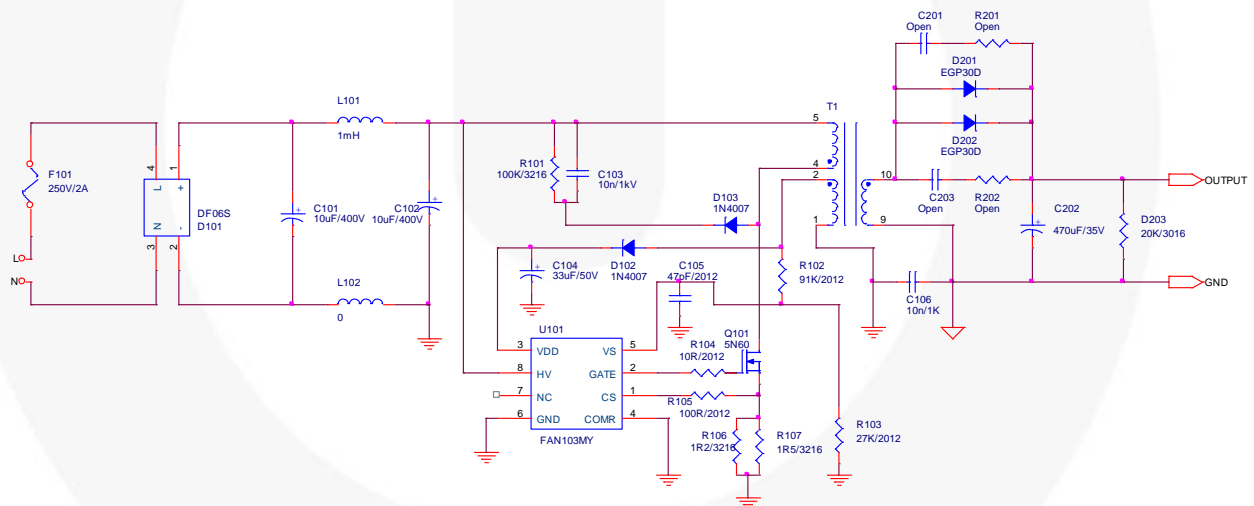 C201
Open
R201
Open
D201
EGP30D
D202
EGP30D
T1
5
4
2
1
10
9
C203
Open
R202
Open
OUTPUT
C202
470uF/35V
D203
20K/3016
GND
C106
10n/1K
L101
1mH
F101
250V/2A
4
1
L
+
N
-
3
2
DF06S
D101
L
N
C101
10uF/400V
C102
10uF/400V
L102
0
R101
100K/3216
C103
10n/1kV
D103
1N4007
C104
33uF/50V
D102
1N4007
C105
47pF/2012
R102
91K/2012
U101
3
VDD
VS
5
8
HV
GATE
2
7
NC
CS
1
6
GND
COMR
4
FAN103MY
R104
10R/2012
Q101
5N60
R105
100R/2012
R106
1R2/3216
R107
1R5/3216
R103
27K/2012